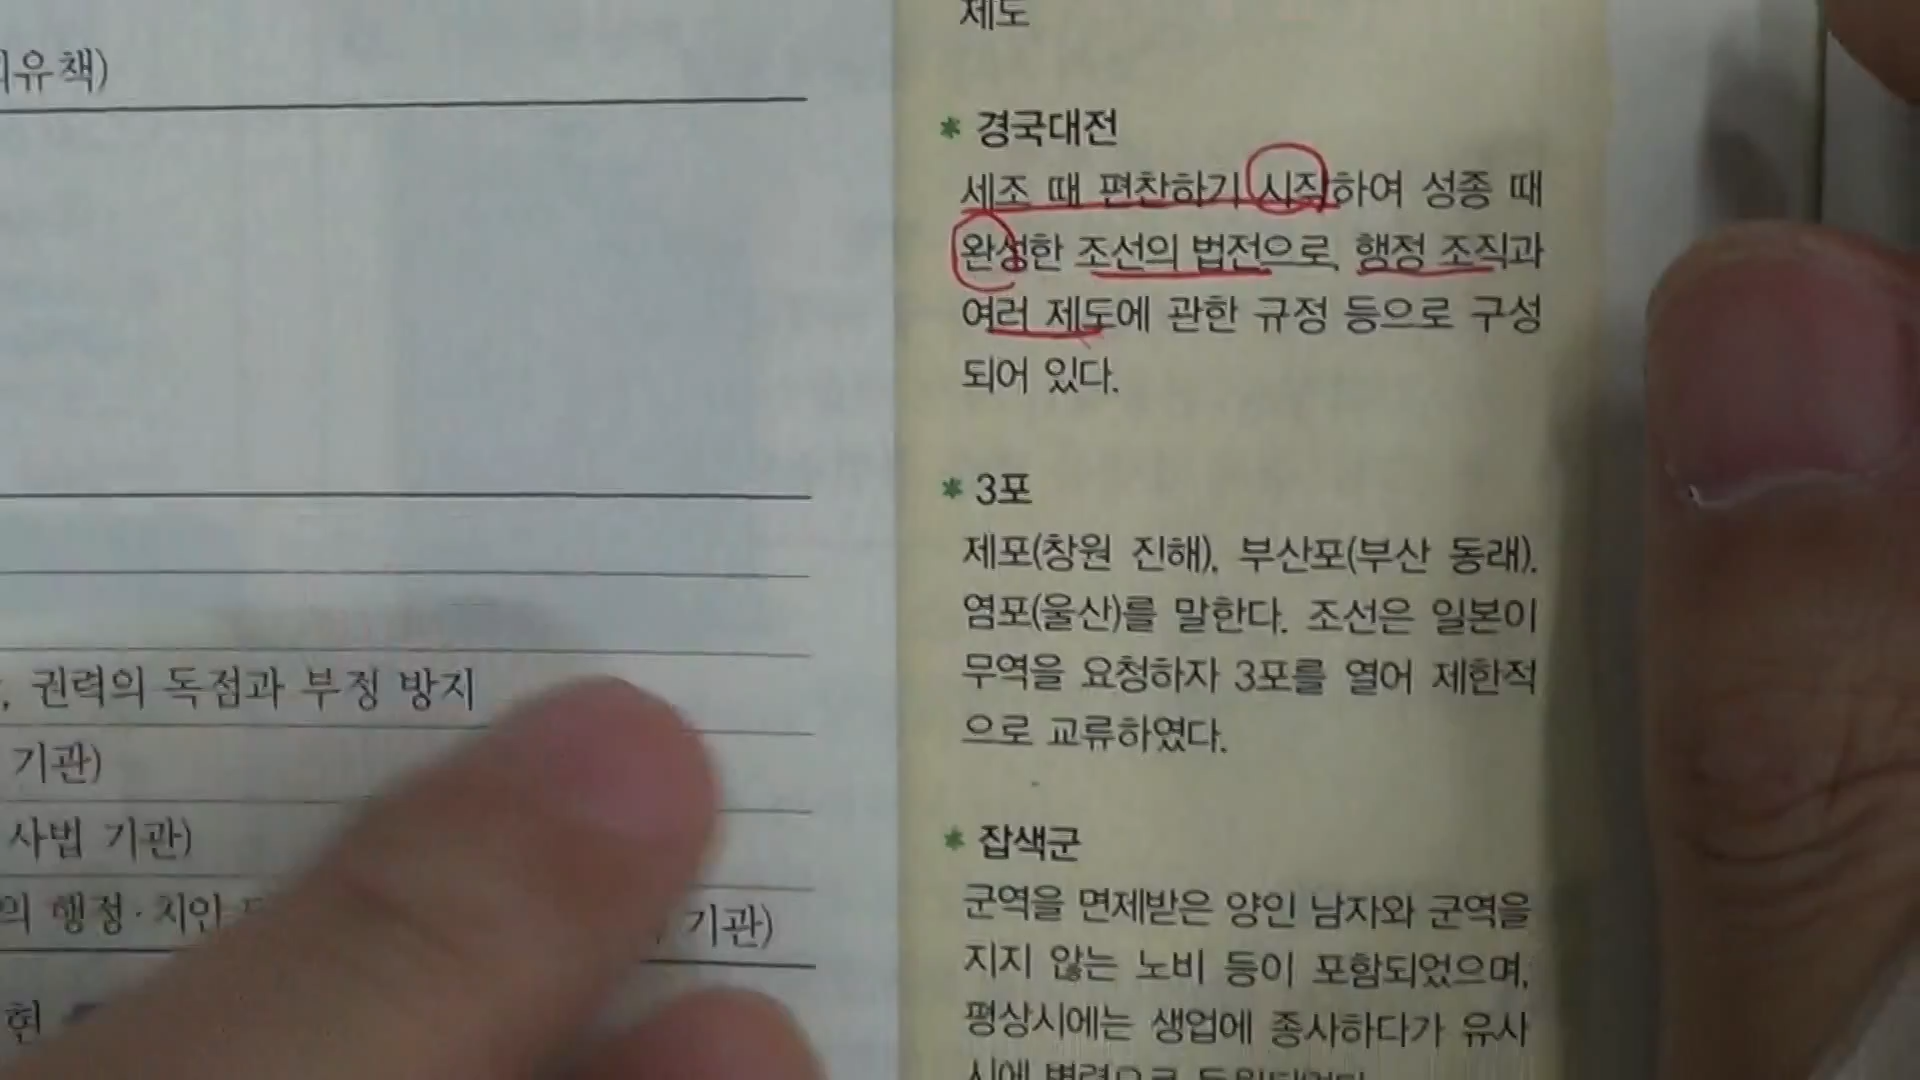 회유책)
권력의 독점과 부정 방지
기관)
사법 기관)
의 행정·치안
기관)
현
제도
* 경국대전
세조 때 편찬하기 시작하여 성종 때
완성한 조선의 법전으로, 행정 조직과
여러 제도에 관한 규정 등으로 구성
되어 있다.
* 3포
제포(창원 진해), 부산포(부산 동래),
염포(울산)를 말한다. 조선은 일본이
무역을 요청하자 3포를 열어 제한적
으로 교류하였다.
* 잡색군
군역을 면제받은 양인 남자와 군역을
지지 않는 노비 등이 포함되었으며,
평상시에는 생업에 종사하다가 유사